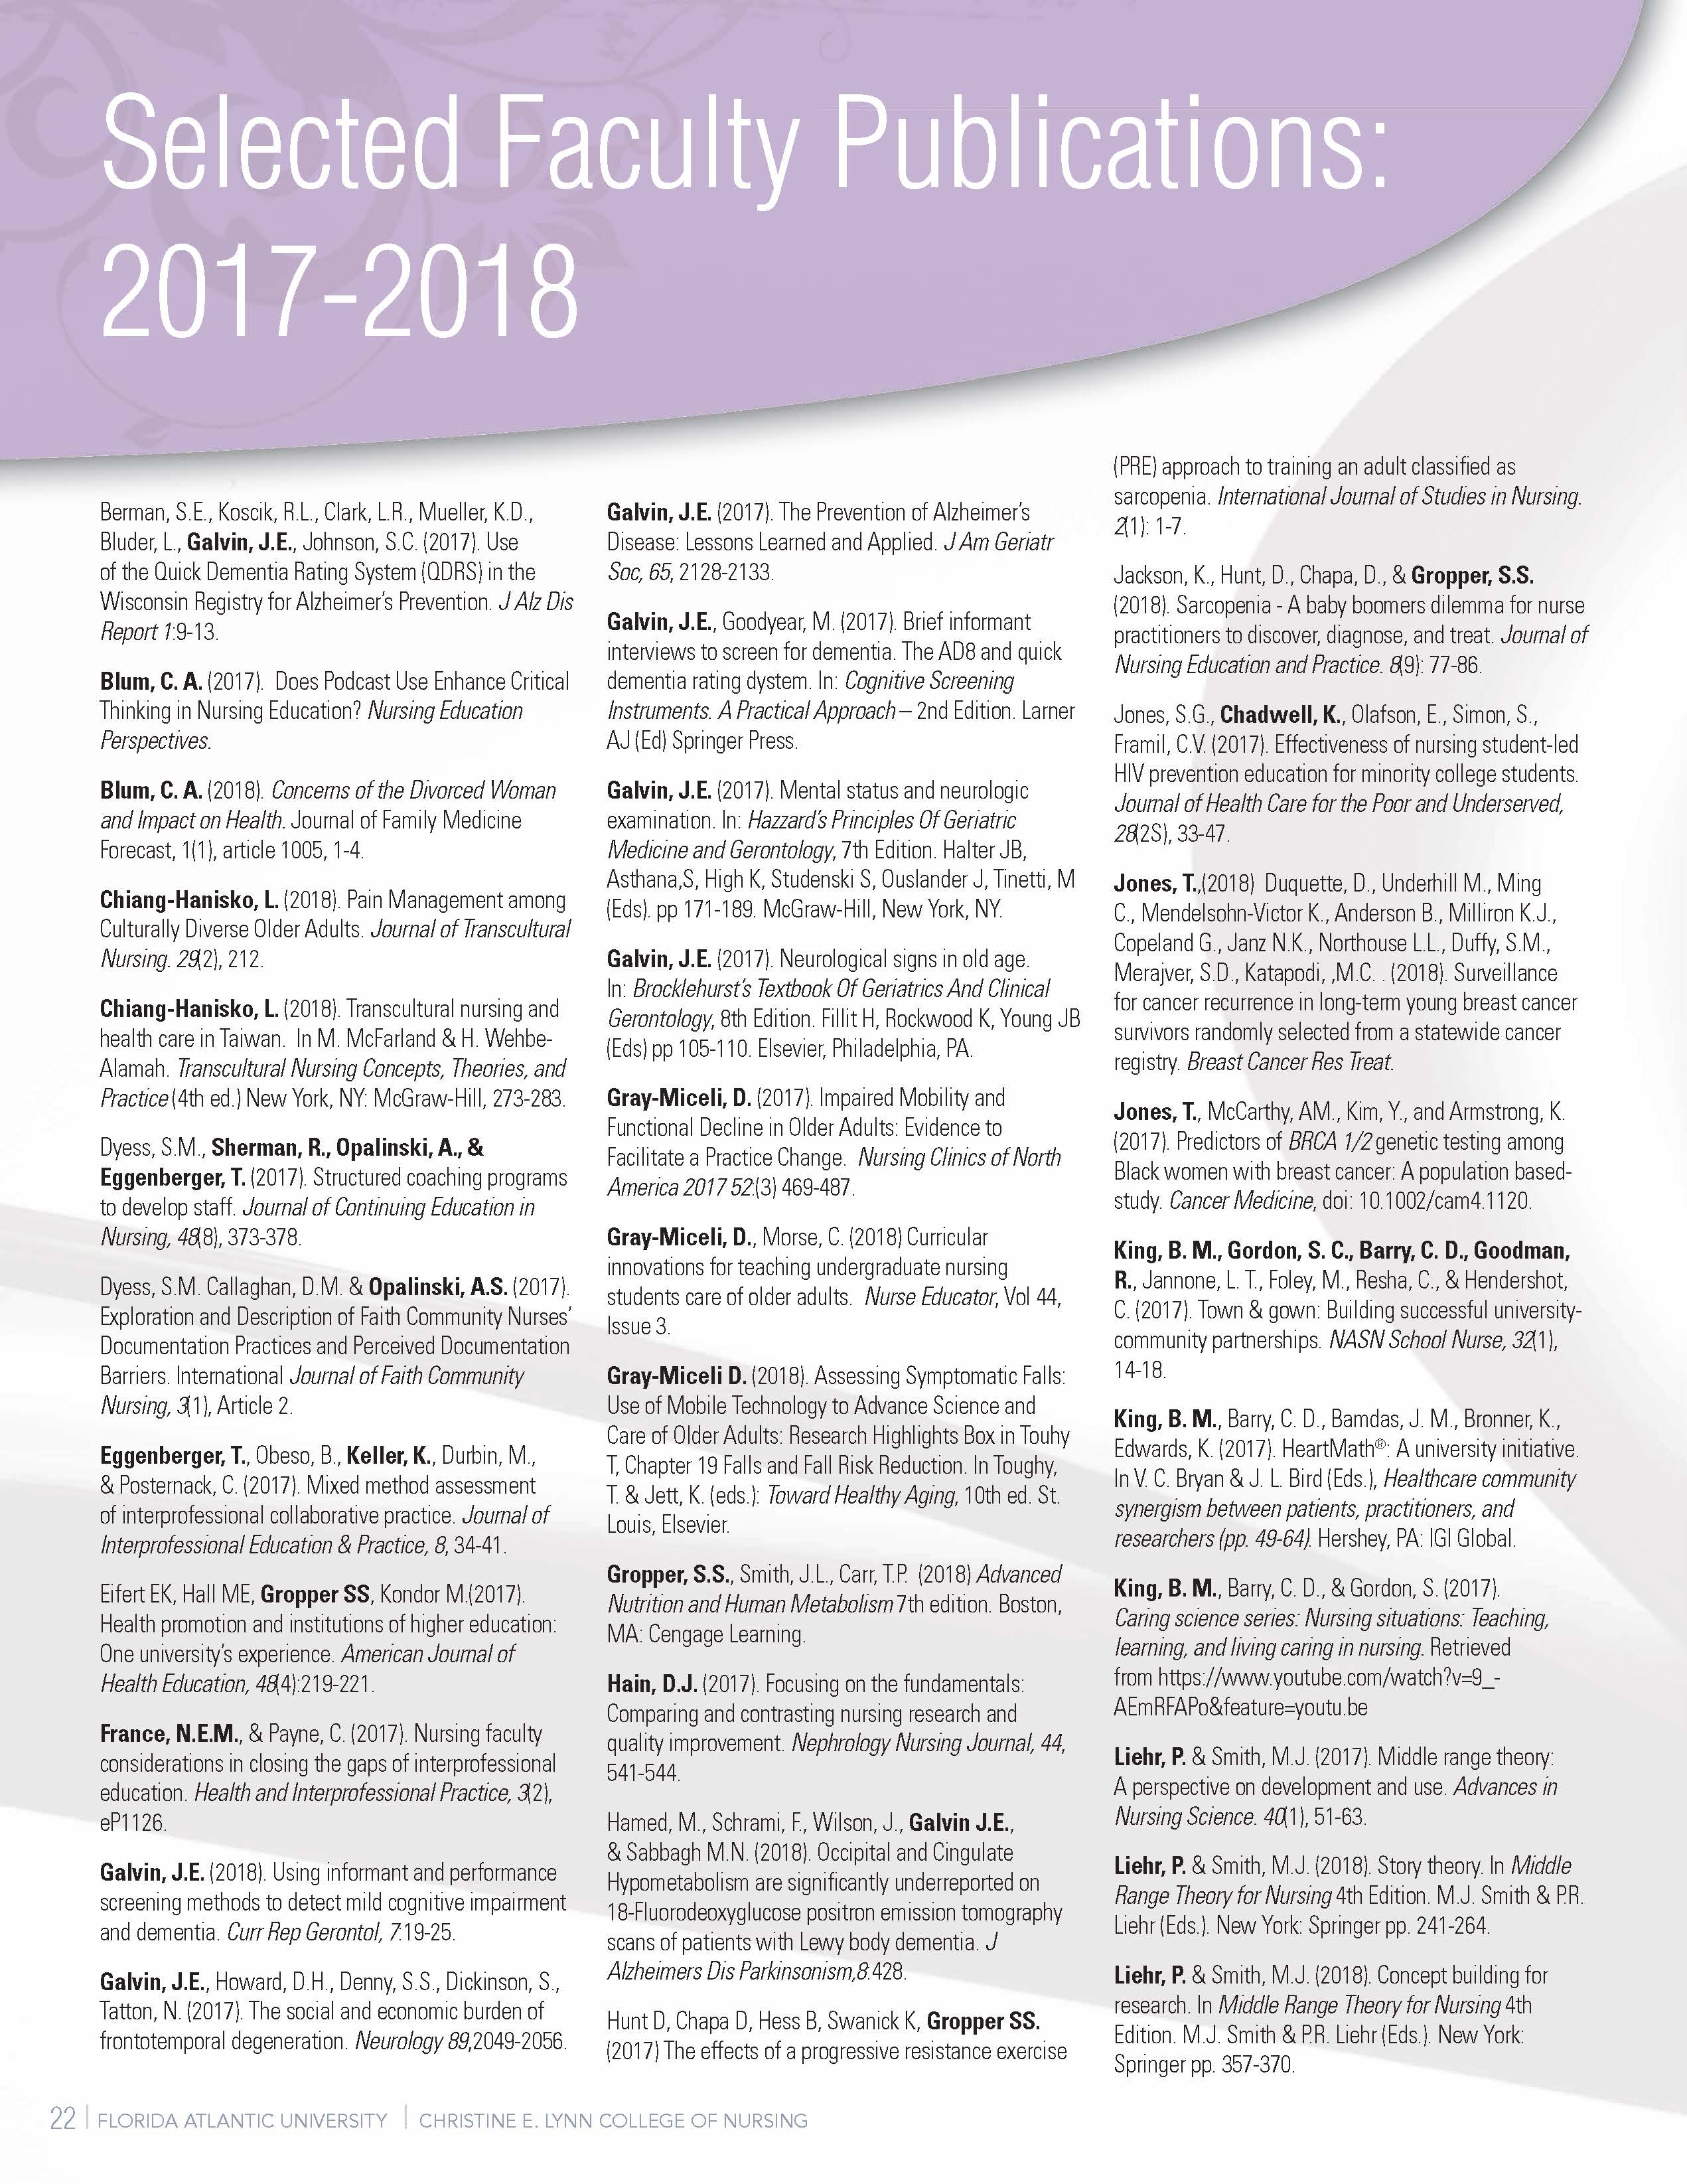 Selected Faculty Publications:
2017-2018
Berman, S.E., Koscik, R.L., Clark, L.R., Mueller, K.D.,
Bluder, L., Galvin, J.E., Johnson, S.C. (2017). Use
of the Quick Dementia Rating System (QDRS) in the
Wisconsin Registry for Alzheimer's Prevention. J Alz Dis
Report 1:9-13.
Blum, C. A. (2017). Does Podcast Use Enhance Critical
Thinking in Nursing Education? Nursing Education
Perspectives.
Blum, C. A. (2018). Concerns of the Divorced Woman
and Impact on Health. Journal of Family Medicine
Forecast, 1(1), article 1005, 1-4.
Chiang-Hanisko, L. (2018). Pain Management among
Culturally Diverse Older Adults. Journal of Transcultural
Nursing. 29(2), 212.
Chiang-Hanisko, L. (2018). Transcultural nursing and
health care in Taiwan. In M. McFarland & H. Wehbe-
Alamah. Transcultural Nursing Concepts, Theories, and
Practice (4th ed.) New York, NY: McGraw-Hill, 273-283.
Dyess, S.M., Sherman, R., Opalinski, A., &
Eggenberger, T. (2017). Structured coaching programs
to develop staff. Journal of Continuing Education in
Nursing, 48(8), 373-378.
Dyess, S.M. Callaghan, D.M. & Opalinski, A.S. (2017).
Exploration and Description of Faith Community Nurses'
Documentation Practices and Perceived Documentation
Barriers. International Journal of Faith Community
Nursing, 3(1), Article 2.
Eggenberger, T., Obeso, B., Keller, K., Durbin, M.,
& Posternack, C. (2017). Mixed method assessment
of interprofessional collaborative practice. Journal of
Interprofessional Education & Practice, 8, 34-41.
Eifert EK, Hall ME, Gropper SS, Kondor M.(2017).
Health promotion and institutions of higher education:
One university's experience. American Journal of
Health Education, 48(4):219-221.
France, N.E.M., & Payne, C. (2017). Nursing faculty
considerations in closing the gaps of interprofessional
education. Health and Interprofessional Practice, 3(2),
eP1126.
Galvin, J.E. (2018). Using informant and performance
screening methods to detect mild cognitive impairment
and dementia. Curr Rep Gerontol, 7:19-25.
Galvin, J.E., Howard, D.H., Denny, S.S., Dickinson, S.,
Tatton, N. (2017). The social and economic burden of
frontotemporal degeneration. Neurology 89,2049-2056.
Galvin, J.E. (2017). The Prevention of Alzheimer's
Disease: Lessons Learned and Applied. J Am Geriatr
Soc, 65, 2128-2133.
Galvin, J.E., Goodyear, M. (2017). Brief informant
interviews to screen for dementia. The AD8 and quick
dementia rating dystem. In: Cognitive Screening
Instruments. A Practical Approach – 2nd Edition. Larner
AJ (Ed) Springer Press.
Galvin, J.E. (2017). Mental status and neurologic
examination. In: Hazzard's Principles Of Geriatric
Medicine and Gerontology, 7th Edition. Halter JB,
Asthana,S, High K, Studenski S, Ouslander J, Tinetti, M
(Eds). pp 171-189. McGraw-Hill, New York, NY.
Galvin, J.E. (2017). Neurological signs in old age.
In: Brocklehurst's Textbook Of Geriatrics And Clinical
Gerontology, 8th Edition. Fillit H, Rockwood K, Young JB
(Eds) pp 105-110. Elsevier, Philadelphia, PA.
Gray-Miceli, D. (2017). Impaired Mobility and
Functional Decline in Older Adults: Evidence to
Facilitate a Practice Change. Nursing Clinics of North
America 2017 52:(3) 469-487.
Gray-Miceli, D., Morse, C. (2018) Curricular
innovations for teaching undergraduate nursing
students care of older adults. Nurse Educator, Vol 44,
Issue 3.
Gray-Miceli D. (2018). Assessing Symptomatic Falls:
Use of Mobile Technology to Advance Science and
Care of Older Adults: Research Highlights Box in Touhy
T, Chapter 19 Falls and Fall Risk Reduction. In Toughy,
T. & Jett, K. (eds.): Toward Healthy Aging, 10th ed. St.
Louis, Elsevier.
Gropper, S.S., Smith, J.L., Carr, T.P. (2018) Advanced
Nutrition and Human Metabolism 7th edition. Boston,
MA: Cengage Learning.
Hain, D.J. (2017). Focusing on the fundamentals:
Comparing and contrasting nursing research and
quality improvement. Nephrology Nursing Journal, 44,
541-544.
Hamed, M., Schrami, F., Wilson, J., Galvin J.E.,
& Sabbagh M.N. (2018). Occipital and Cingulate
Hypometabolism are significantly underreported on
18-Fluorodeoxyglucose positron emission tomography
scans of patients with Lewy body dementia. J
Alzheimers Dis Parkinsonism,8:428.
Hunt D, Chapa D, Hess B, Swanick K, Gropper SS.
(2017) The effects of a progressive resistance exercise
(PRE) approach to training an adult classified as
sarcopenia. International Journal of Studies in Nursing.
2(1): 1-7.
Jackson, K., Hunt, D., Chapa, D., & Gropper, S.S.
(2018). Sarcopenia - A baby boomers dilemma for nurse
practitioners to discover, diagnose, and treat. Journal of
Nursing Education and Practice. 8(9): 77-86.
Jones, S.G., Chadwell, K., Olafson, E., Simon, S.,
Framil, C.V. (2017). Effectiveness of nursing student-led
HIV prevention education for minority college students.
Journal of Health Care for the Poor and Underserved,
28(2S), 33-47.
Jones, T.,(2018) Duquette, D., Underhill M., Ming
C., Mendelsohn-Victor K., Anderson B., Milliron K.J.,
Copeland G., Janz N.K., Northouse L.L., Duffy, S.M.,
Merajver, S.D., Katapodi, ,M.C. . (2018). Surveillance
for cancer recurrence in long-term young breast cancer
survivors randomly selected from a statewide cancer
registry. Breast Cancer Res Treat.
Jones, T., McCarthy, AM., Kim, Y., and Armstrong, K.
(2017). Predictors of BRCA 1/2 genetic testing among
Black women with breast cancer: A population based-
study. Cancer Medicine, doi: 10.1002/cam4.1120.
King, B. M., Gordon, S. C., Barry, C. D., Goodman,
R., Jannone, L. T., Foley, M., Resha, C., & Hendershot,
C. (2017). Town & gown: Building successful university-
community partnerships. NASN School Nurse, 32(1),
14-18.
King, B. M., Barry, C. D., Bamdas, J. M., Bronner, K.,
Edwards, K. (2017). HeartMath®: A university initiative.
In V. C. Bryan & J. L. Bird (Eds.), Healthcare community
synergism between patients, practitioners, and
researchers (pp. 49-64). Hershey, PA: IGI Global.
King, B. M., Barry, C. D., & Gordon, S. (2017).
Caring science series: Nursing situations: Teaching,
learning, and living caring in nursing. Retrieved
from https://www.youtube.com/watch?v=9_-
AEmRFAPo&feature=youtu.be
Liehr, P. & Smith, M.J. (2017). Middle range theory:
A perspective on development and use. Advances in
Nursing Science. 40(1), 51-63.
Liehr, P. & Smith, M.J. (2018). Story theory. In Middle
Range Theory for Nursing 4th Edition. M.J. Smith & P.R.
Liehr (Eds.). New York: Springer pp. 241-264.
Liehr, P. & Smith, M.J. (2018). Concept building for
research. In Middle Range Theory for Nursing 4th
Edition. M.J. Smith & P.R. Liehr (Eds.). New York:
Springer pp. 357-370.
22 | FLORIDA ATLANTIC UNIVERSITY | CHRISTINE E. LYNN COLLEGE OF NURSING